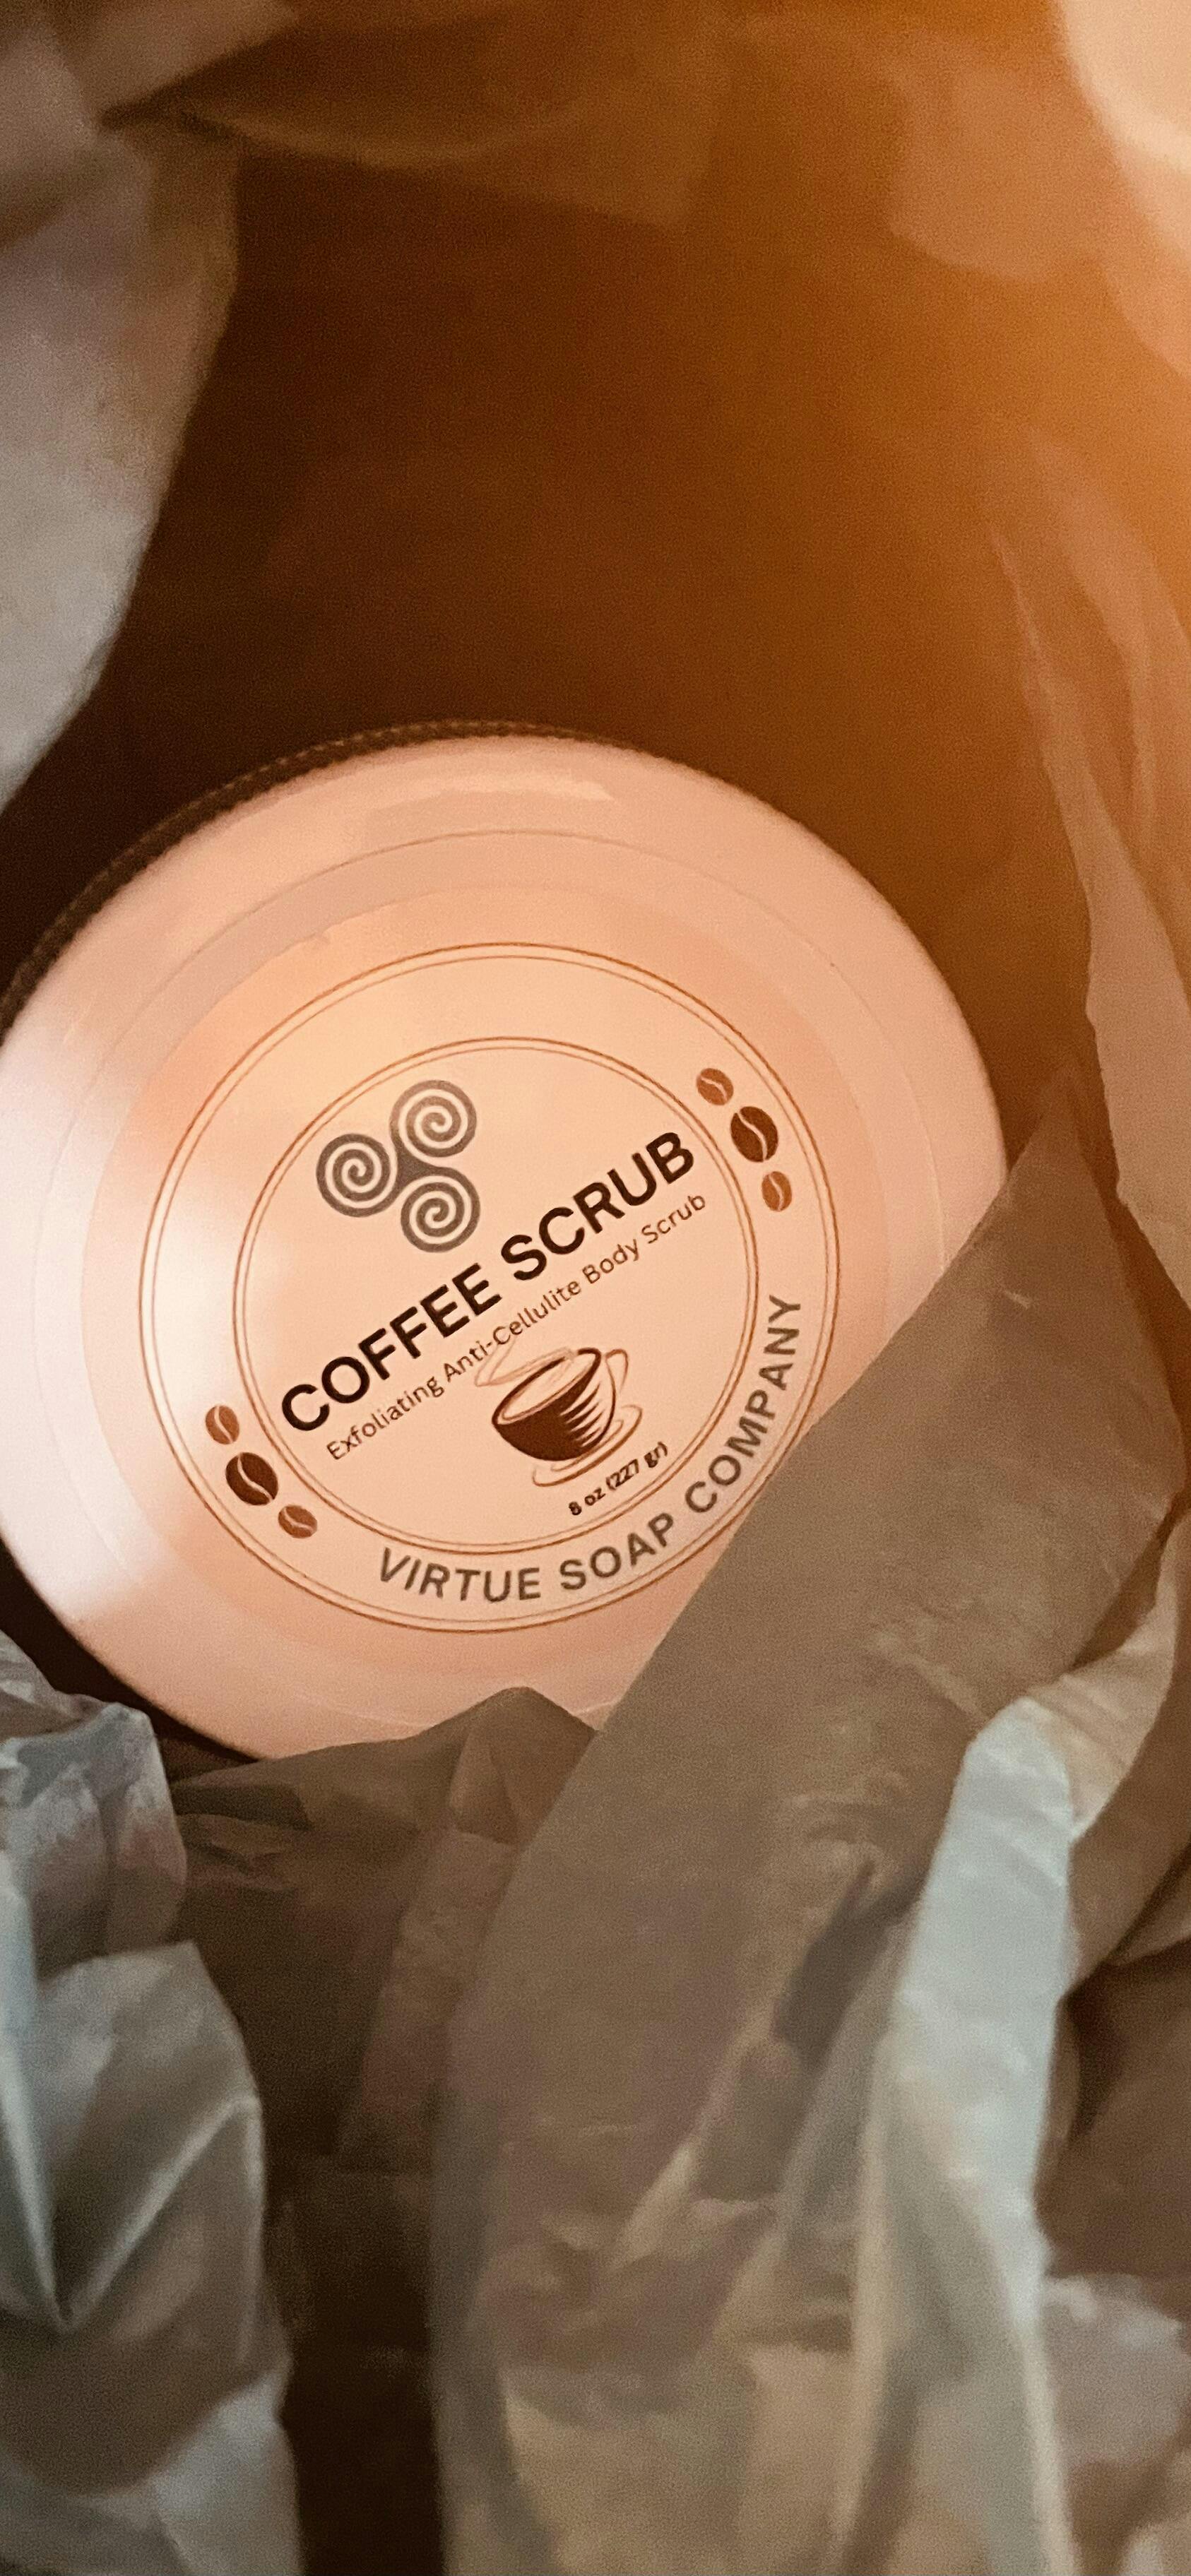 COFFEE SCRUB
Exfoliating Anti-Cellulite Body Scrub
8 oz (227 gr)
VIRTUE SOAP COMPANY